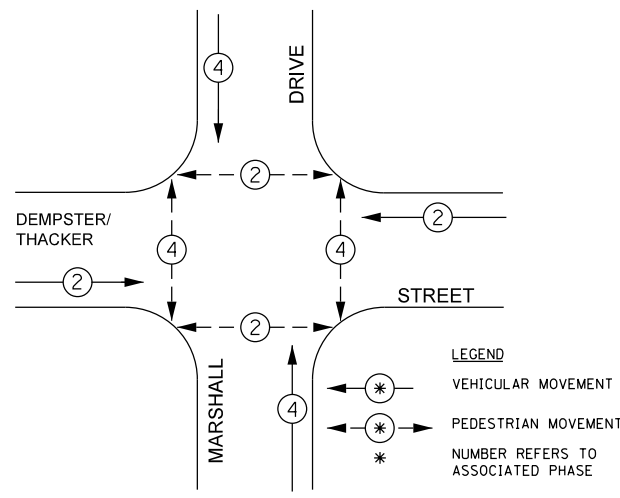 4
DRIVE
2
DEMPSTER/
THACKER
2
4
4
2
STREET
2
MARSHALL
4
LEGEND
* VEHICULAR MOVEMENT
* PEDESTRIAN MOVEMENT
* NUMBER REFERS TO
ASSOCIATED PHASE